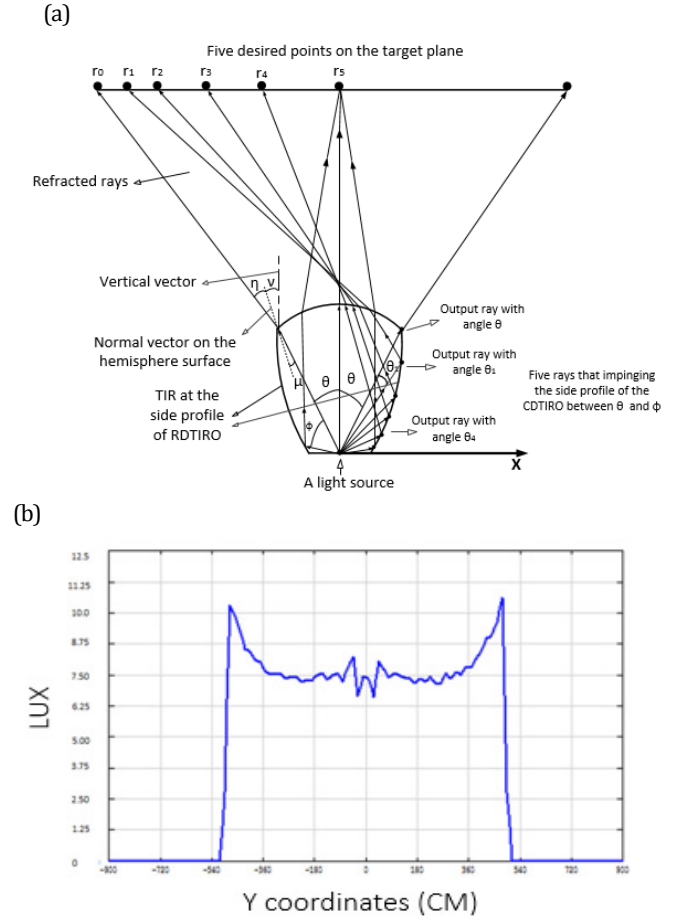 (a)
Five desired points on the target plane
r0 r1 r2 r3 r4 r5
Refracted rays
Vertical vector
η v
Normal vector on the
hemisphere surface
TIR at the
side profile
of RDTIRO
μ θ θ θ1
ϕ
Output ray with
angle θ
Output ray with
angle θ₁
Output ray with
angle θ₄
Five rays that impinging
the side profile of the
CDTIRO between θ and ϕ
X
A light source
(b)
LUX
12.5
11.25
10.0
8.75
7.50
6.25
5.00
3.75
2.50
1.25
0
-900 -720 -540 -360 -180 0 180 360 540 720 900
Y coordinates (CM)